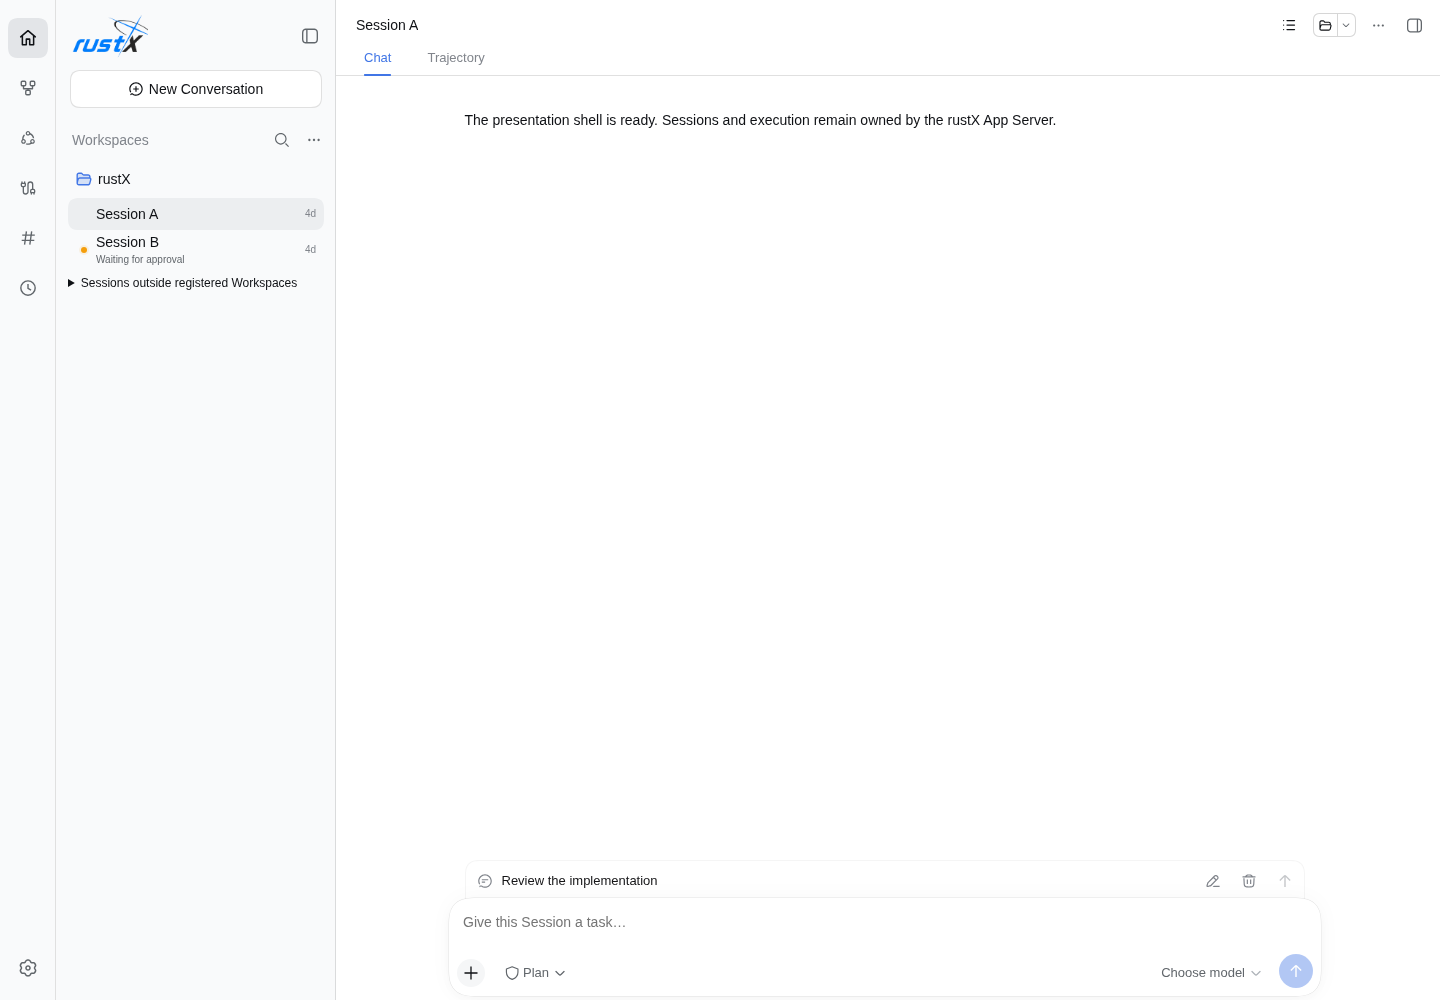 rustX
New Conversation
Workspaces
rustX
Session A
4d
Session B
4d
Waiting for approval
Sessions outside registered Workspaces
Session A
Chat
Trajectory
The presentation shell is ready. Sessions and execution remain owned by the rustX App Server.
Review the implementation
Give this Session a task…
Plan
Choose model